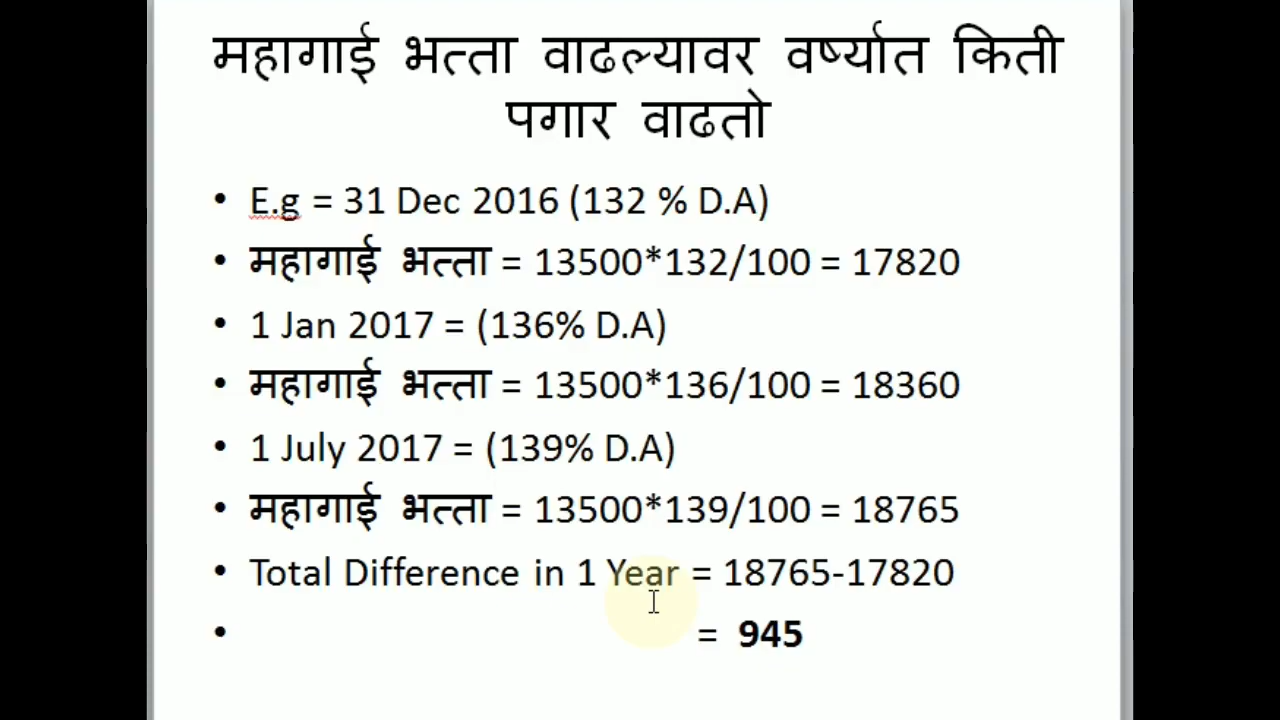 महागाई भत्ता वाढल्यावर वर्ष्यात किती
पगार वाढतो
• E.g = 31 Dec 2016 (132 % D.A)
• महागाई भत्ता = 13500*132/100 = 17820
• 1 Jan 2017 = (136% D.A)
• महागाई भत्ता = 13500*136/100 = 18360
• 1 July 2017 = (139% D.A)
• महागाई भत्ता = 13500*139/100 = 18765
• Total Difference in 1 Year = 18765-17820
• = 945